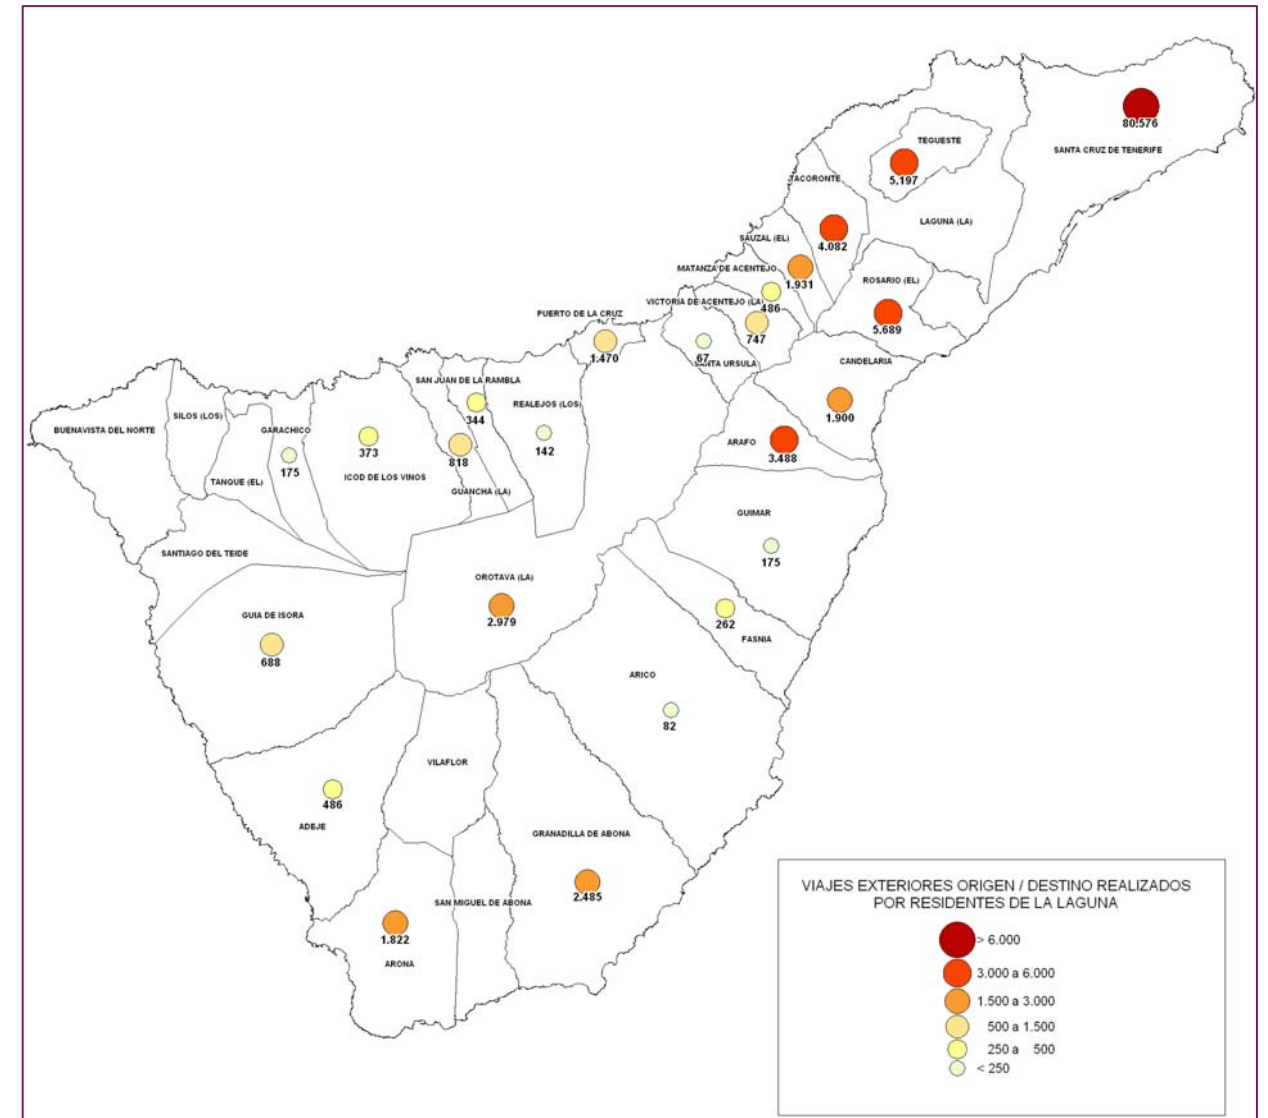 80.576
SANTA CRUZ DE TENERIFE
TEGUESTE
5.197
TACORONTE
LAGUNA (LA)
4.082
SAUZAL (EL)
MATANZA DE ACENTEJO
1.931
ROSARIO (EL)
486
VICTORIA DE ACENTEJO (LA)
5.689
PUERTO DE LA CRUZ
747
1.470
67
SANTA URSULA
CANDELARIA
1.900
SAN JUAN DE LA RAMBLA
344
REALEJOS (LOS)
SILOS (LOS)
BUENAVISTA DEL NORTE
GARACHICO
373
818
142
ARAFO
3.488
175
TANQUE (EL)
ICOD DE LOS VINOS
GUANCHA (LA)
GUIMAR
175
SANTIAGO DEL TEIDE
OROTAVA (LA)
2.979
GUIA DE ISORA
688
262
FASNIA
ARICO
82
VILAFLOR
486
ADEJE
GRANADILLA DE ABONA
2.485
SAN MIGUEL DE ABONA
1.822
ARONA
VIAJES EXTERIORES ORIGEN / DESTINO REALIZADOS
POR RESIDENTES DE LA LAGUNA
> 6.000
3.000 a 6.000
1.500 a 3.000
500 a 1.500
250 a 500
< 250